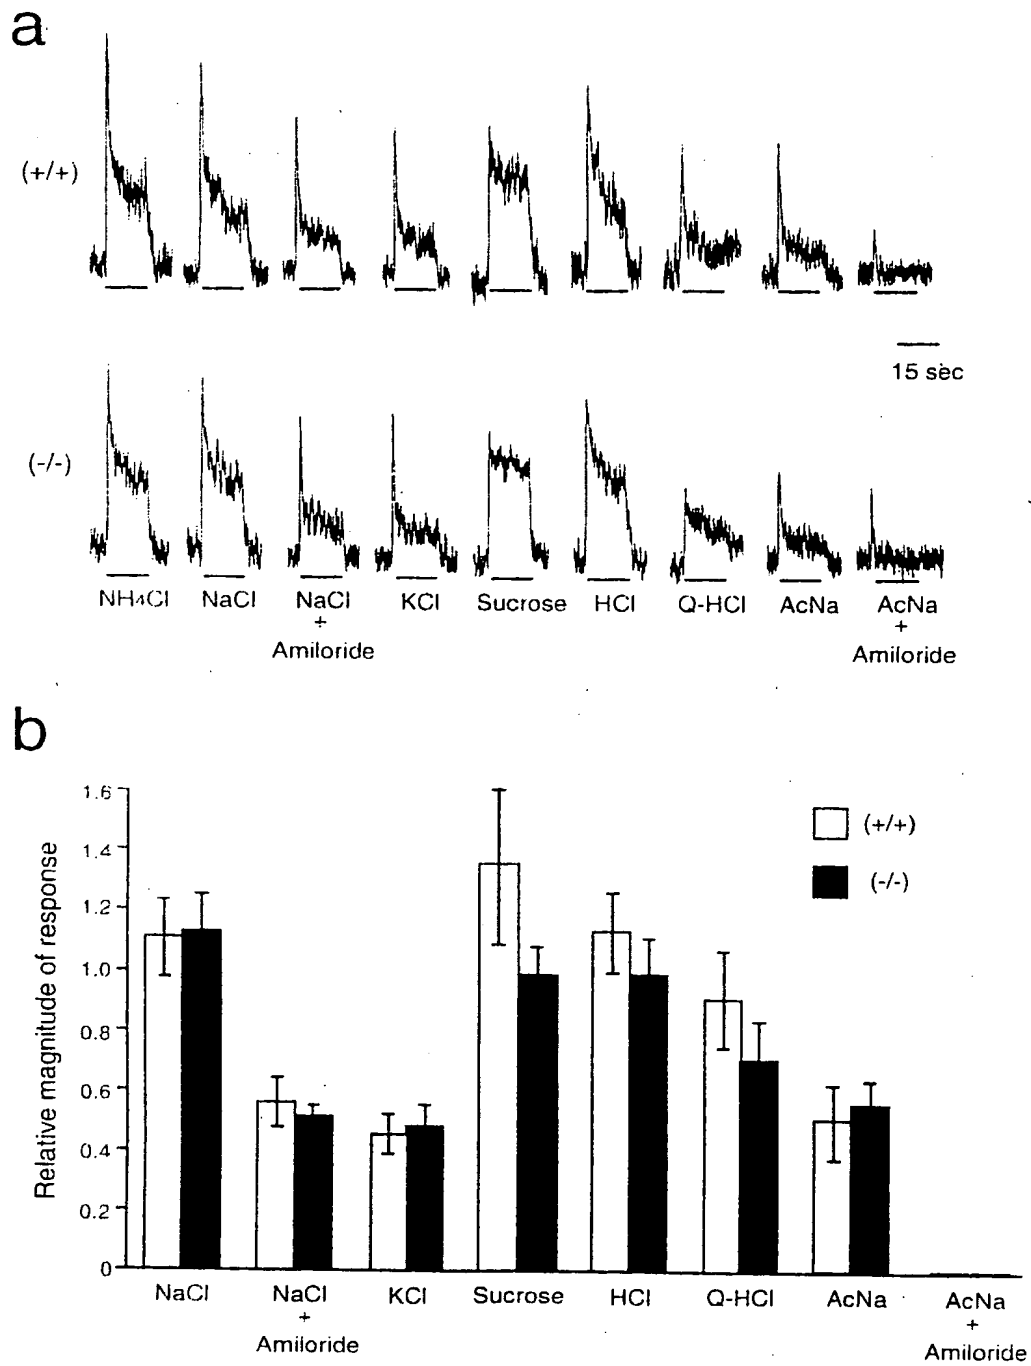 a
(+/+)
15 sec
(-/-)
NH4Cl NaCl NaCl + Amiloride KCl Sucrose HCl Q-HCl AcNa AcNa + Amiloride
b
Relative magnitude of response
1.6
1.4
1.2
1.0
0.8
0.6
0.4
0.2
0
(+/+)
(-/-)
NaCl NaCl + Amiloride KCl Sucrose HCl Q-HCl AcNa AcNa + Amiloride